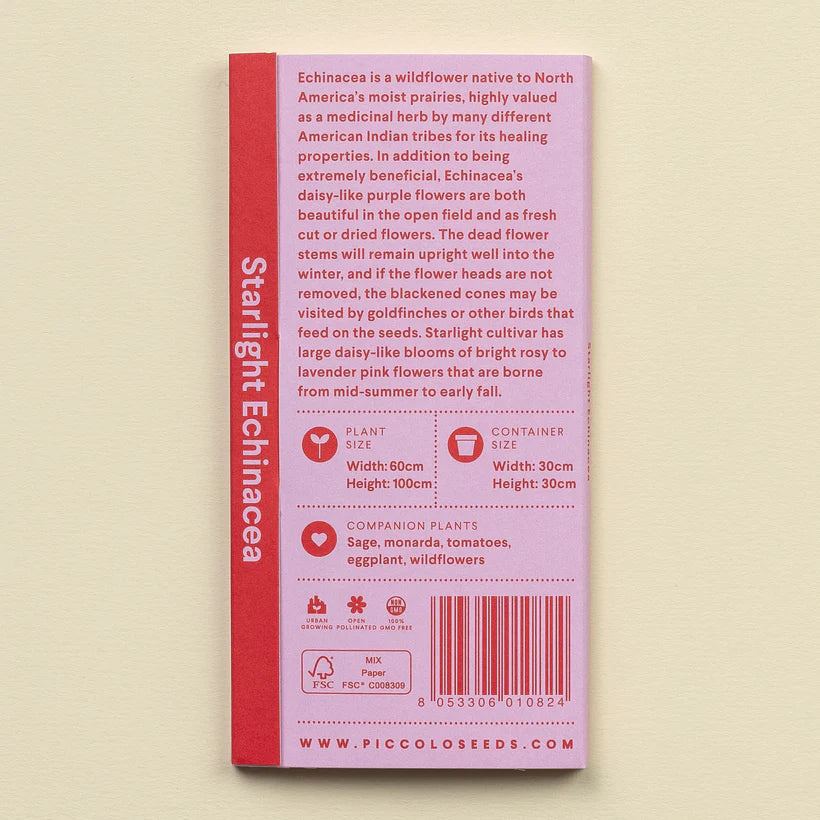 Starlight Echinacea
Echinacea is a wildflower native to North
America's moist prairies, highly valued
as a medicinal herb by many different
American Indian tribes for its healing
properties. In addition to being
extremely beneficial, Echinacea's
daisy-like purple flowers are both
beautiful in the open field and as fresh
cut or dried flowers. The dead flower
stems will remain upright well into the
winter, and if the flower heads are not
removed, the blackened cones may be
visited by goldfinches or other birds that
feed on the seeds. Starlight cultivar has
large daisy-like blooms of bright rosy to
lavender pink flowers that are borne
from mid-summer to early fall.
PLANT
SIZE
Width: 60cm
Height: 100cm
CONTAINER
SIZE
Width: 30cm
Height: 30cm
COMPANION PLANTS
Sage, monarda, tomatoes,
eggplant, wildflowers
URBAN
GROWING
OPEN
POLLINATED
NON
GMO
100%
GMO FREE
FSC
MIX
Paper
FSC® C008309
8 053306 010824
WWW.PICCOLOSEEDS.COM
Starlight Echinacea